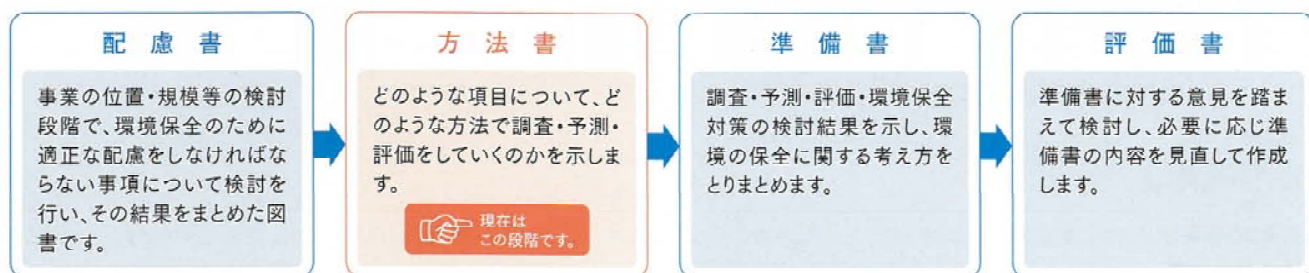 配慮書
事業の位置・規模等の検討
段階で、環境保全のために
適正な配慮をしなければな
らない事項について検討を
行い、その結果をまとめた図
書です。
方法書
どのような項目について、ど
のような方法で調査・予測・
評価をしていくのかを示しま
す。
現在は
この段階です。
準備書
調査・予測・評価・環境保全
対策の検討結果を示し、環
境の保全に関する考え方を
とりまとめます。
評価書
準備書に対する意見を踏ま
えて検討し、必要に応じ準
備書の内容を見直して作成
します。